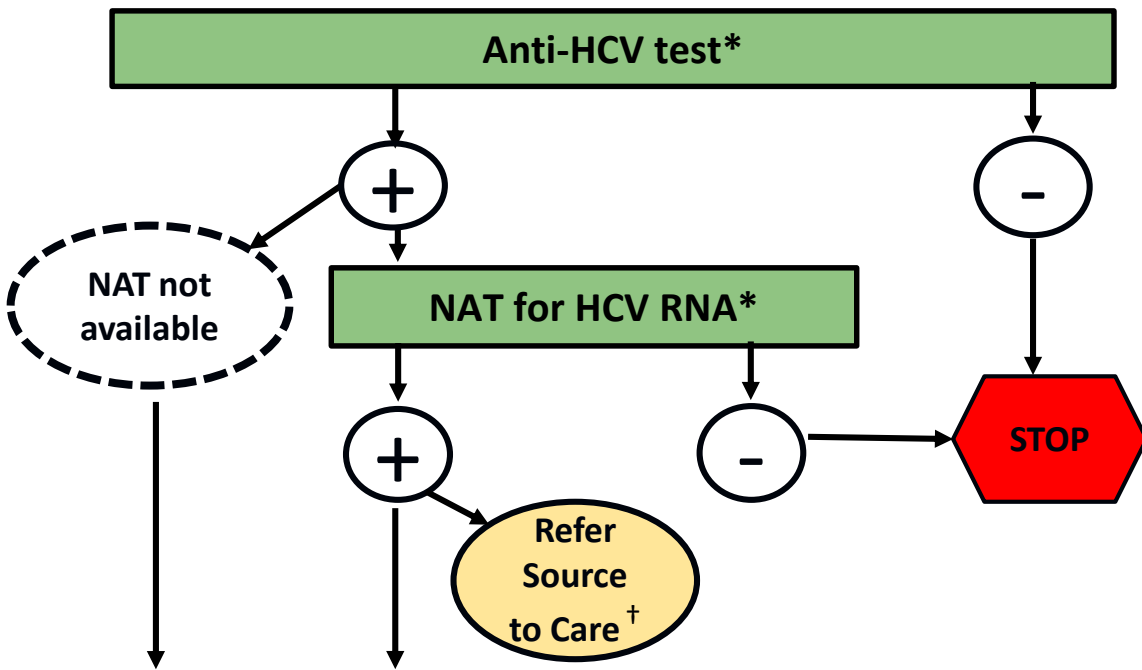 Anti-HCV test*
+
-
NAT not
available
NAT for HCV RNA*
+
-
STOP
Refer
Source
to Care †